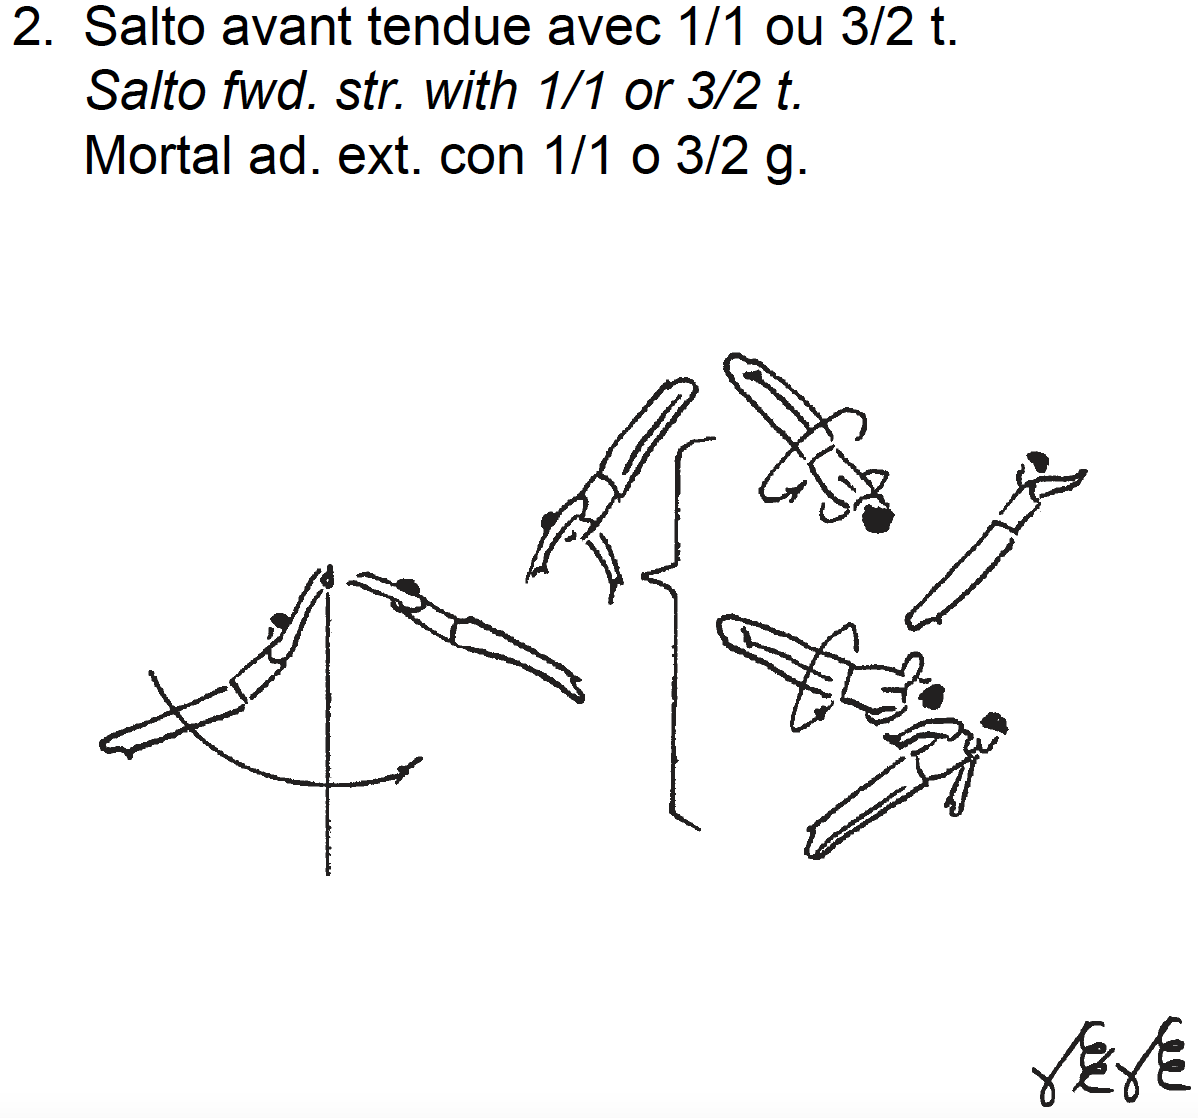 2. Salto avant tendue avec 1/1 ou 3/2 t.
Salto fwd. str. with 1/1 or 3/2 t.
Mortal ad. ext. con 1/1 o 3/2 g.